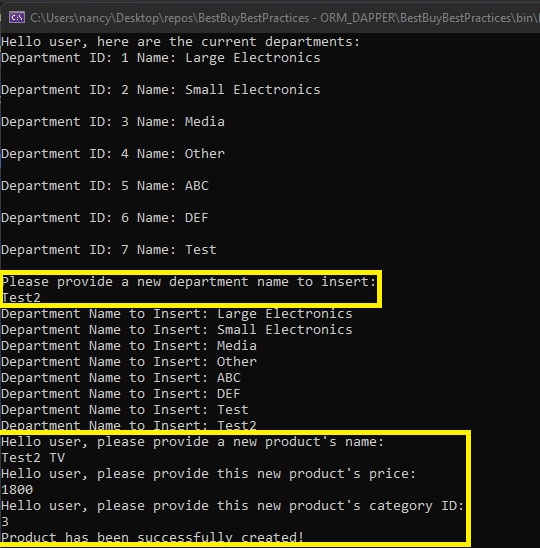 C:\Users\nancy\Desktop\repos\BestBuyBestPractices - ORM_DAPPER\BestBuyBestPractices\bin\
Hello user, here are the current departments:
Department ID: 1 Name: Large Electronics
Department ID: 2 Name: Small Electronics
Department ID: 3 Name: Media
Department ID: 4 Name: Other
Department ID: 5 Name: ABC
Department ID: 6 Name: DEF
Department ID: 7 Name: Test
Please provide a new department name to insert:
Test2
Department Name to Insert: Large Electronics
Department Name to Insert: Small Electronics
Department Name to Insert: Media
Department Name to Insert: Other
Department Name to Insert: ABC
Department Name to Insert: DEF
Department Name to Insert: Test
Department Name to Insert: Test2
Hello user, please provide a new product's name:
Test2 TV
Hello user, please provide this new product's price:
1800
Hello user, please provide this new product's category ID:
3
Product has been successfully created!